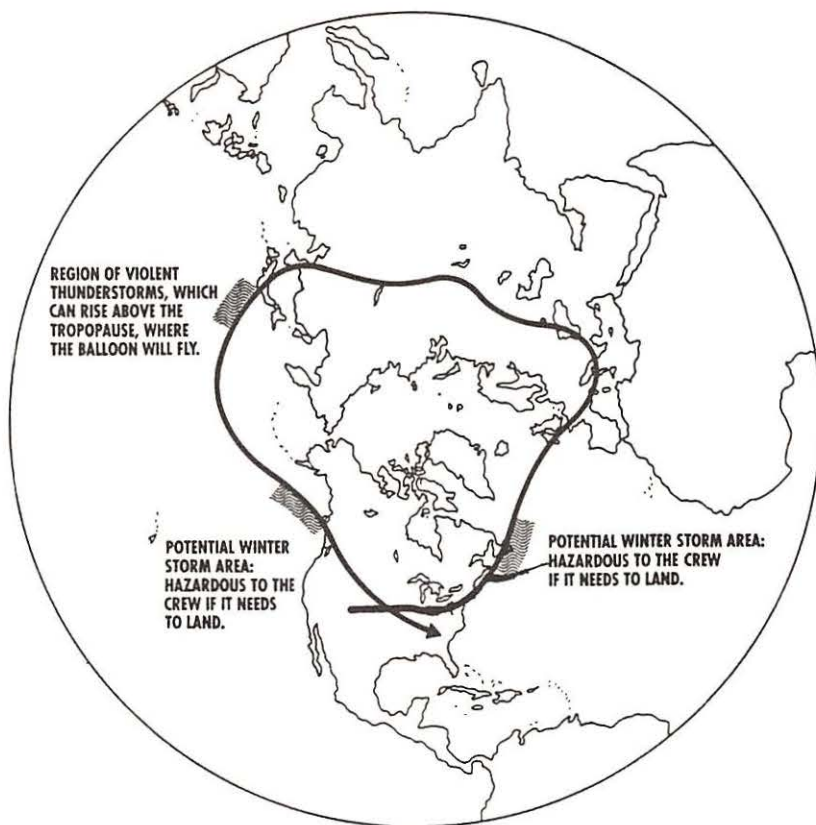 REGION OF VIOLENT
THUNDERSTORMS, WHICH
CAN RISE ABOVE THE
TROPOPAUSE, WHERE
THE BALLOON WILL FLY.
POTENTIAL WINTER
STORM AREA:
HAZARDOUS TO THE
CREW IF IT NEEDS
TO LAND.
POTENTIAL WINTER STORM AREA:
HAZARDOUS TO THE CREW
IF IT NEEDS TO LAND.